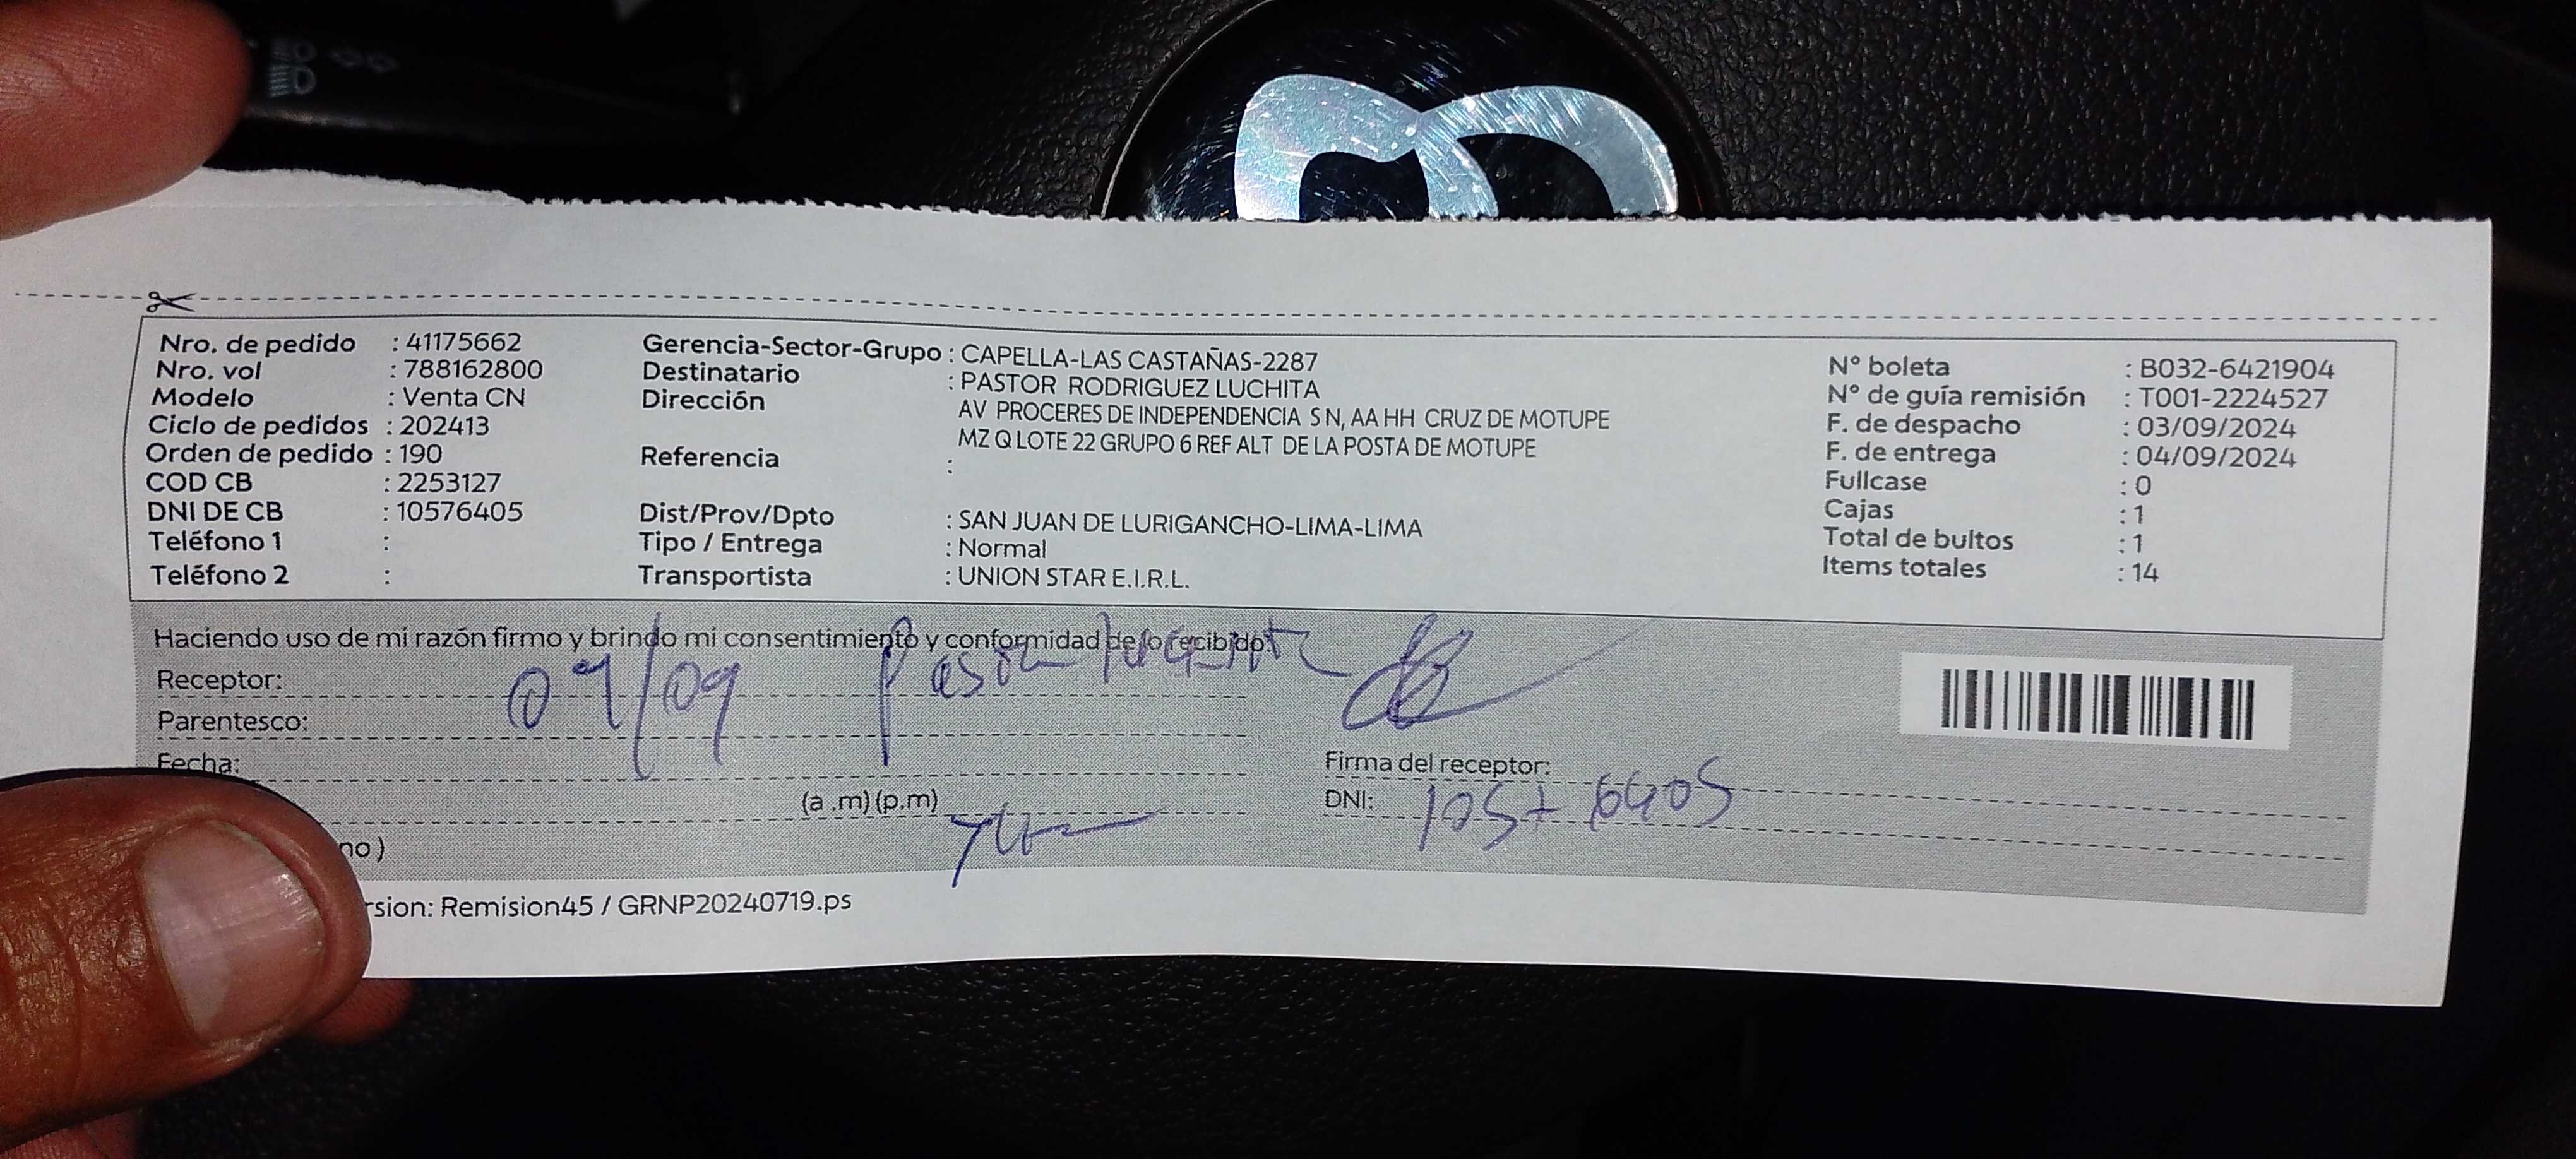 Nro. de pedido : 41175662
Nro. vol : 788162800
Modelo : Venta CN
Ciclo de pedidos : 202413
Orden de pedido : 190
COD CB : 2253127
DNI DE CB : 10576405
Teléfono 1 :
Teléfono 2 :
Gerencia-Sector-Grupo : CAPELLA-LAS CASTAÑAS-2287
Destinatario : PASTOR RODRIGUEZ LUCHITA
Dirección AV PROCERES DE INDEPENDENCIA S N, AA HH CRUZ DE MOTUPE
MZ Q LOTE 22 GRUPO 6 REF ALT DE LA POSTA DE MOTUPE
Referencia :
Dist/Prov/Dpto : SAN JUAN DE LURIGANCHO-LIMA-LIMA
Tipo / Entrega : Normal
Transportista : UNION STAR E.I.R.L.
N° boleta : B032-6421904
N° de guía remisión : T001-2224527
F. de despacho : 03/09/2024
F. de entrega : 04/09/2024
Fullcase : 0
Cajas : 1
Total de bultos : 1
Items totales : 14
Haciendo uso de mi razón firmo y brindo mi consentimiento y conformidad de lo recibido.
Receptor:
Parentesco:
Fecha:
(a .m) (p.m)
no )
Firma del receptor:
DNI: 10576405
rsion: Remision45 / GRNP20240719.ps